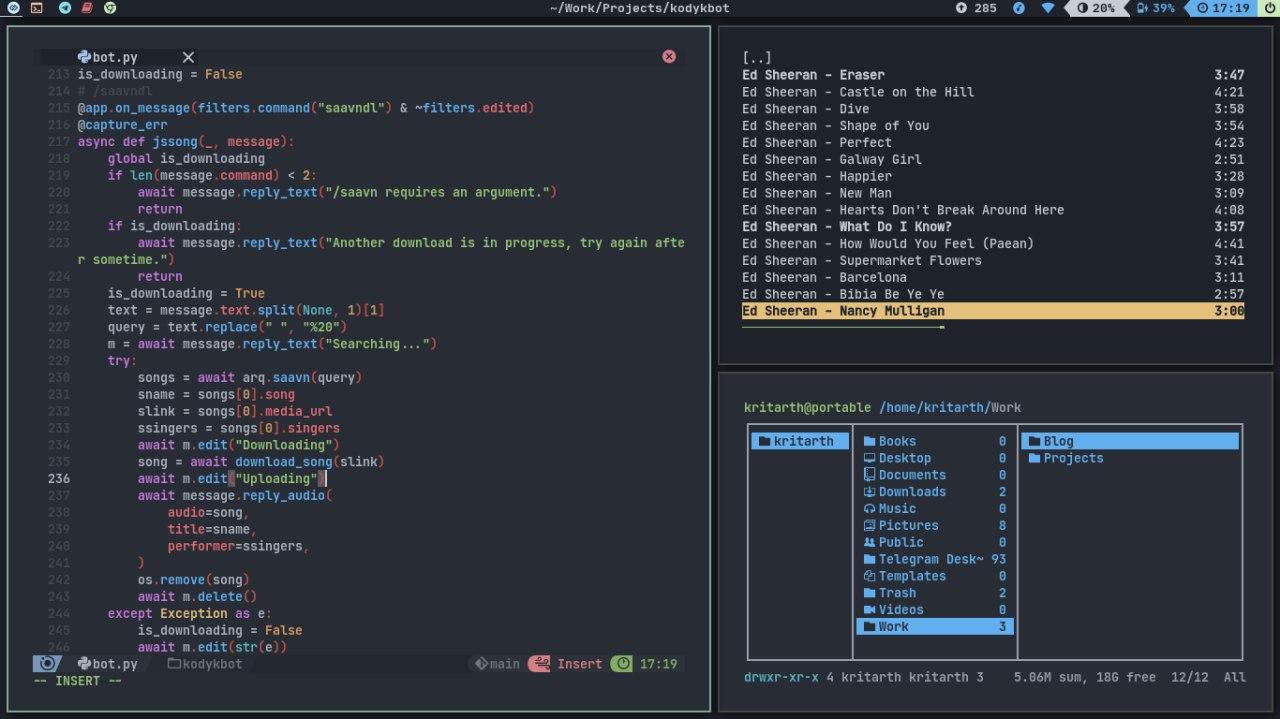 ~/Work/Projects/kodykbot
285
20%
39%
17:19
bot.py
213 is_downloading = False
214 # /saavndl
215 @app.on_message(filters.command("saavndl") & ~filters.edited)
216 @capture_err
217 async def jssong(_, message):
218     global is_downloading
219     if len(message.command) < 2:
220         await message.reply_text("/saavn requires an argument.")
221         return
222     if is_downloading:
223         await message.reply_text("Another download is in progress, try again afte
r sometime.")
224         return
225     is_downloading = True
226     text = message.text.split(None, 1)[1]
227     query = text.replace(" ", "%20")
228     m = await message.reply_text("Searching...")
229     try:
230         songs = await arq.saavn(query)
231         sname = songs[0].song
232         slink = songs[0].media_url
233         ssingers = songs[0].singers
234         await m.edit("Downloading")
235         song = await download_song(slink)
236         await m.edit("Uploading")
237         await message.reply_audio(
238             audio=song,
239             title=sname,
240             performer=ssingers,
241         )
242         os.remove(song)
243         await m.delete()
244     except Exception as e:
245         is_downloading = False
246         await m.edit(str(e))
bot.py kodykbot main Insert 17:19
-- INSERT --
[..]
Ed Sheeran - Eraser 3:47
Ed Sheeran - Castle on the Hill 4:21
Ed Sheeran - Dive 3:58
Ed Sheeran - Shape of You 3:54
Ed Sheeran - Perfect 4:23
Ed Sheeran - Galway Girl 2:51
Ed Sheeran - Happier 3:28
Ed Sheeran - New Man 3:09
Ed Sheeran - Hearts Don't Break Around Here 4:08
Ed Sheeran - What Do I Know? 3:57
Ed Sheeran - How Would You Feel (Paean) 4:41
Ed Sheeran - Supermarket Flowers 3:41
Ed Sheeran - Barcelona 3:11
Ed Sheeran - Bibia Be Ye Ye 2:57
Ed Sheeran - Nancy Mulligan 3:00
kritarth@portable /home/kritarth/Work
kritarth Books 0 Blog
Desktop 0 Projects
Documents 0
Downloads 2
Music 0
Pictures 8
Public 0
Telegram Desk~ 93
Templates 0
Trash 2
Videos 0
Work 3
drwxr-xr-x 4 kritarth kritarth 3 5.06M sum, 18G free 12/12 All